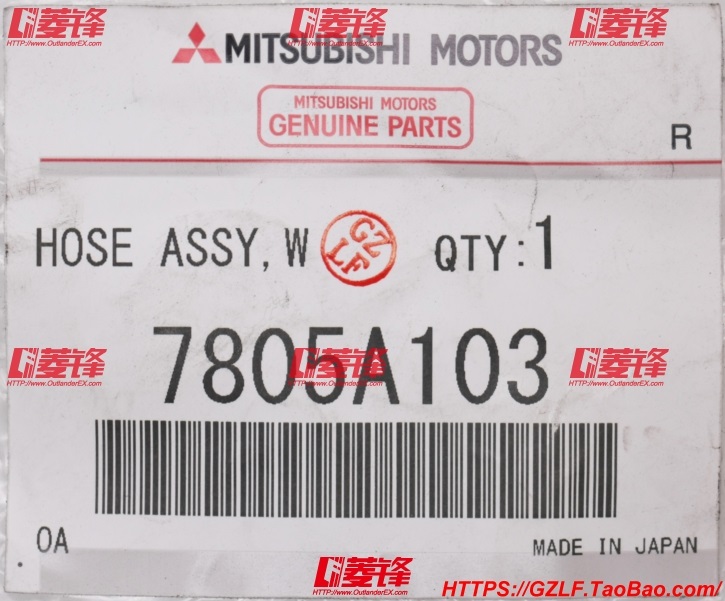 菱锋 菱锋 菱锋
HTTP://www.OutlanderEX.com HTTP://www.OutlanderEX.com HTTP://www.OutlanderEX.com
MITSUBISHI MOTORS
MITSUBISHI MOTORS
GENUINE PARTS
R
HOSE ASSY, W GZ LF QTY:1
7805A103
菱锋 菱锋 菱锋
HTTP://www.OutlanderEX.com HTTP://www.OutlanderEX.com HTTP://www.OutlanderEX.com
OA MADE IN JAPAN
菱锋
HTTP://www.OutlanderEX.com
HTTPS://GZLF.TaoBao.com/